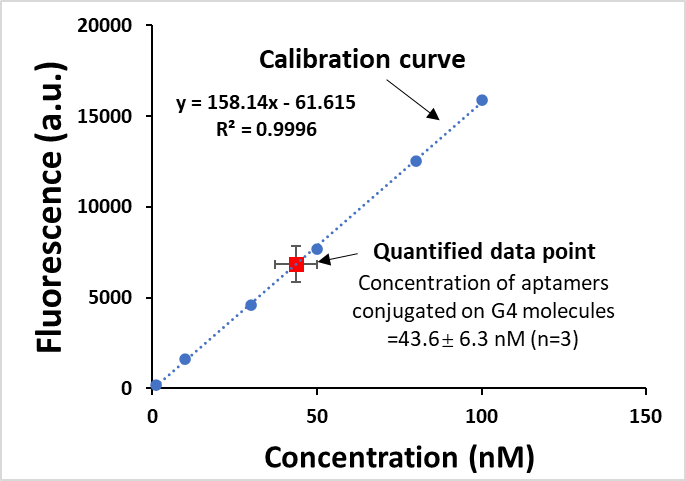 20000
15000
10000
5000
0
Fluorescence (a.u.)
Calibration curve
y = 158.14x - 61.615
R² = 0.9996
Quantified data point
Concentration of aptamers
conjugated on G4 molecules
=43.6± 6.3 nM (n=3)
0 50 100 150
Concentration (nM)